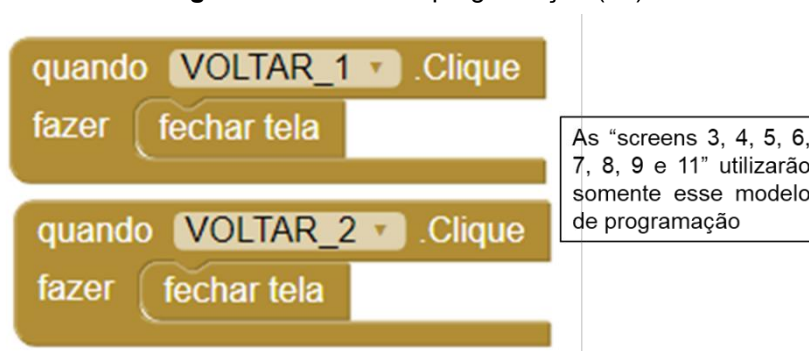 quando VOLTAR_1 .Clique
fazer fechar tela
As “screens 3, 4, 5, 6,
7, 8, 9 e 11” utilizarão
somente esse modelo
de programação
quando VOLTAR_2 .Clique
fazer fechar tela